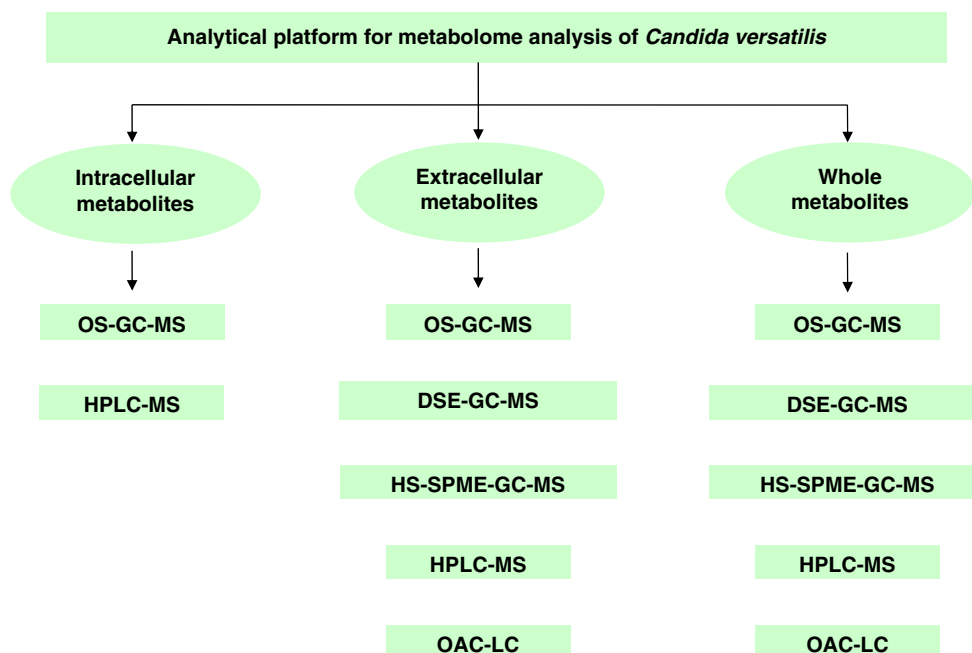 Analytical platform for metabolome analysis of Candida versatilis
Intracellular
metabolites
Extracellular
metabolites
Whole
metabolites
OS-GC-MS
OS-GC-MS
OS-GC-MS
HPLC-MS
DSE-GC-MS
DSE-GC-MS
HS-SPME-GC-MS
HS-SPME-GC-MS
HPLC-MS
HPLC-MS
OAC-LC
OAC-LC